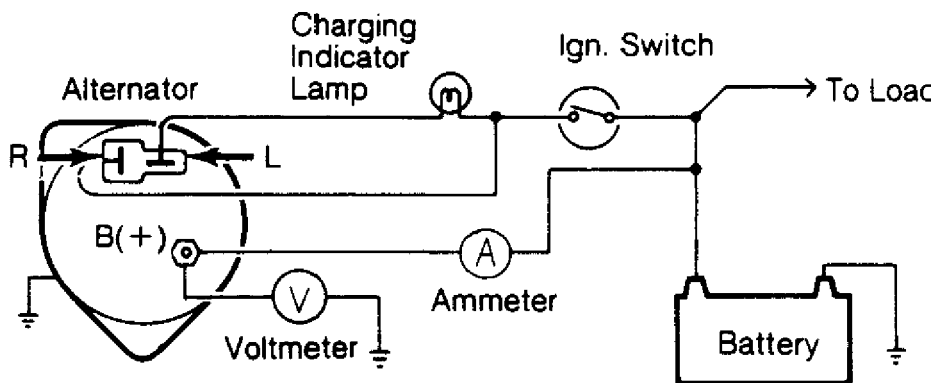 Charging
Indicator
Lamp
Ign. Switch
Alternator
To Load
R
L
B(+)
A
Ammeter
V
Voltmeter
Battery